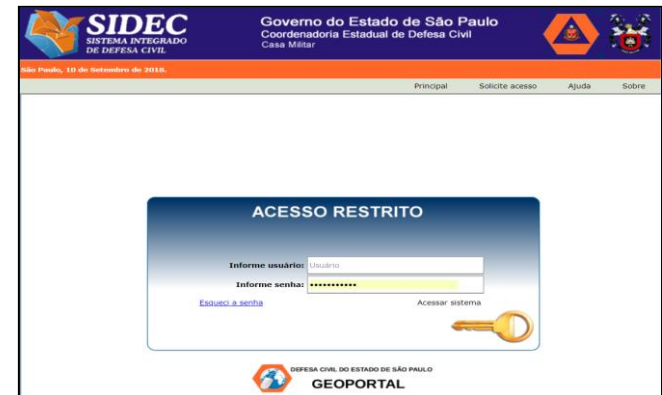 SIDEC
SISTEMA INTEGRADO
DE DEFESA CIVIL
Governo do Estado de São Paulo
Coordenadoria Estadual de Defesa Civil
Casa Militar
São Paulo, 10 de Setembro de 2018.
Principal Solicite acesso Ajuda Sobre
ACESSO RESTRITO
Informe usuário: Usuário
Informe senha: •••••••••••
Esqueci a senha Acessar sistema
DEFESA CIVIL DO ESTADO DE SÃO PAULO
GEOPORTAL